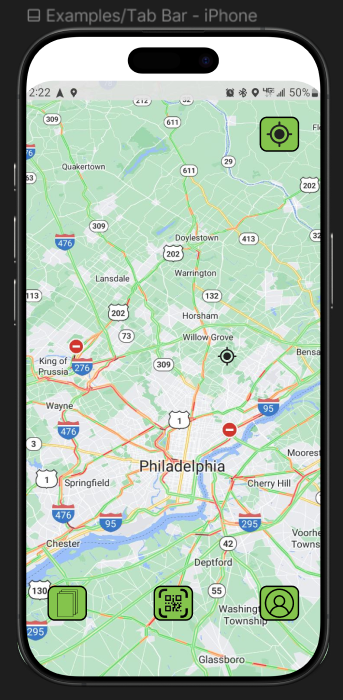 Examples/Tab Bar - iPhone
2:22
50%
212
309
611
29
Quakertown
611
202
309
476
Doylestown
413
202
Lansdale
Warrington
113
132
202
Horsham
73
Willow Grove
King of
Prussia
276
309
Bensa
Wayne
95
1
476
3
Moorest
Philadelphia
1
Springfield
Cherry Hill
476
95
295
Chester
42
Voorhe
Towns
Deptford
130
55
Washingt
Township
295
Glassboro